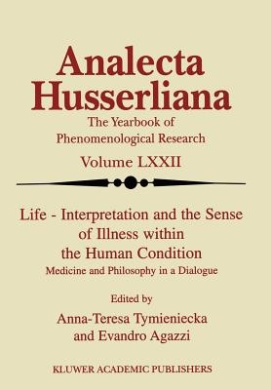 Analecta
Husserliana
The Yearbook of
Phenomenological Research
Volume LXXII
Life - Interpretation and the Sense
of Illness within
the Human Condition
Medicine and Philosophy in a Dialogue
Edited by
Anna-Teresa Tymieniecka
and Evandro Agazzi
KLUWER ACADEMIC PUBLISHERS